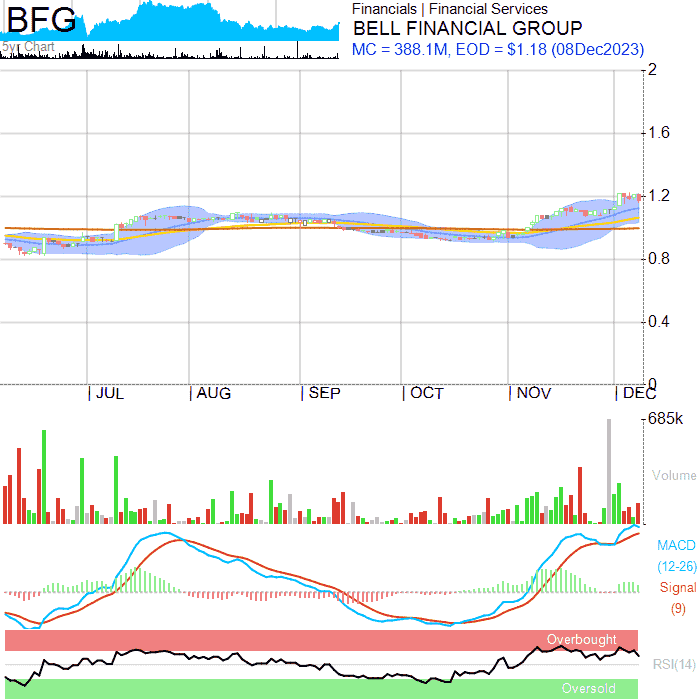 BFG
5yr Chart
Financials | Financial Services
BELL FINANCIAL GROUP
MC = 388.1M, EOD = $1.18 (08Dec2023)
2
1.6
1.2
0.8
0.4
0
JUL AUG SEP OCT NOV DEC
685k
Volume
MACD
(12-26)
Signal
(9)
Overbought
RSI(14)
Oversold